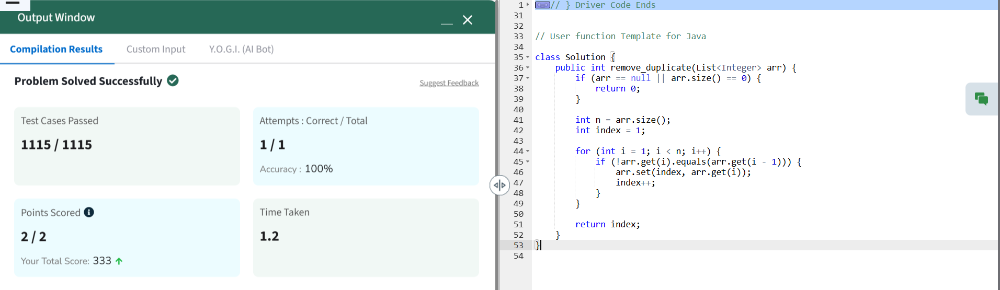 Output Window
Compilation Results Custom Input Y.O.G.I. (AI Bot)
Problem Solved Successfully
Suggest Feedback
Test Cases Passed
1115 / 1115
Attempts : Correct / Total
1 / 1
Accuracy : 100%
Points Scored
2 / 2
Your Total Score: 333
Time Taken
1.2
1 // } Driver Code Ends
31
32
33 // User function Template for Java
34
35 class Solution {
36     public int remove_duplicate(List<Integer> arr) {
37         if (arr == null || arr.size() == 0) {
38             return 0;
39         }
40
41         int n = arr.size();
42         int index = 1;
43
44         for (int i = 1; i < n; i++) {
45             if (!arr.get(i).equals(arr.get(i - 1))) {
46                 arr.set(index, arr.get(i));
47                 index++;
48             }
49         }
50
51         return index;
52     }
53 }
54